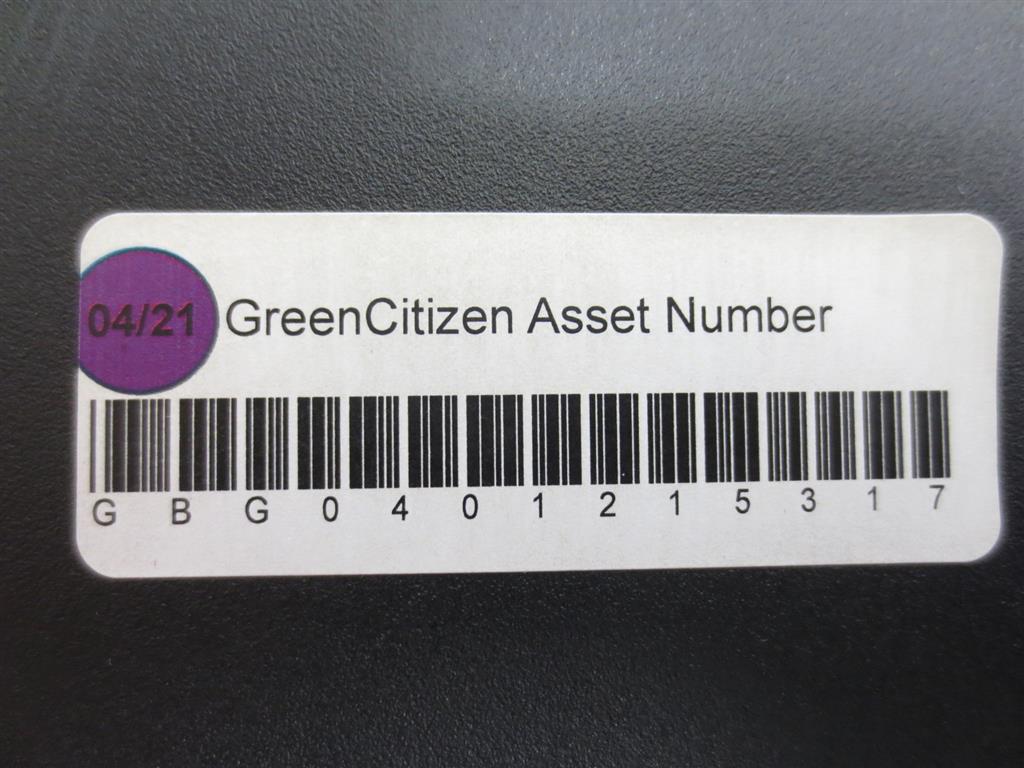 04/21 GreenCitizen Asset Number
G B G 0 4 0 1 2 1 5 3 1 7